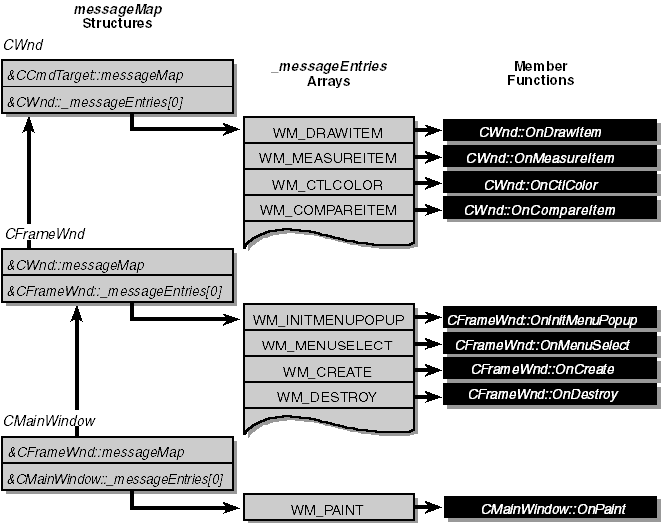 messageMap
Structures
_messageEntries
Arrays
Member
Functions
CWnd
&CCmdTarget::messageMap
&CWnd::_messageEntries[0]
WM_DRAWITEM
CWnd::OnDrawItem
WM_MEASUREITEM
CWnd::OnMeasureItem
WM_CTLCOLOR
CWnd::OnCtlColor
WM_COMPAREITEM
CWnd::OnCompareItem
CFrameWnd
&CWnd::messageMap
&CFrameWnd::_messageEntries[0]
WM_INITMENUPOPUP
CFrameWnd::OnInitMenuPopup
WM_MENUSELECT
CFrameWnd::OnMenuSelect
WM_CREATE
CFrameWnd::OnCreate
WM_DESTROY
CFrameWnd::OnDestroy
CMainWindow
&CFrameWnd::messageMap
&CMainWindow::_messageEntries[0]
WM_PAINT
CMainWindow::OnPaint